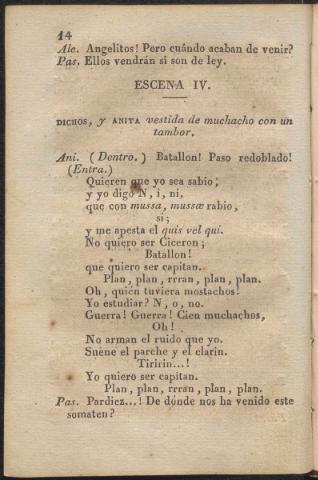 14
Ale. Angelitos! Pero cuándo acaban de venir?
Pas. Ellos vendrán si son de ley.
ESCENA IV.
DICHOS, y ANITA vestida de muchacho con un
tambor.
Ani. (Dentro.) Batallon! Paso redoblado!
(Entra.)
Quieren que yo sea sabio;
y yo digo N, i, ni,
que con mussa, mussæ rabio,
si;
y me apesta el quis vel qui.
No quiero ser Ciceron;
Batallon!
que quiero ser capitan.
Plan, plan, rrran, plan, plan.
Oh, quién tuviera mostachos!
Yo estudiar? N, o, no.
Guerra! Guerra! Cien muchachos,
Oh!
No arman el ruido que yo.
Suene el parche y el clarin.
Tiririn...!
Yo quiero ser capitan.
Plan, plan, rrran, plan, plan.
Pas. Pardiez...! De dónde nos ha venido este
somaten?